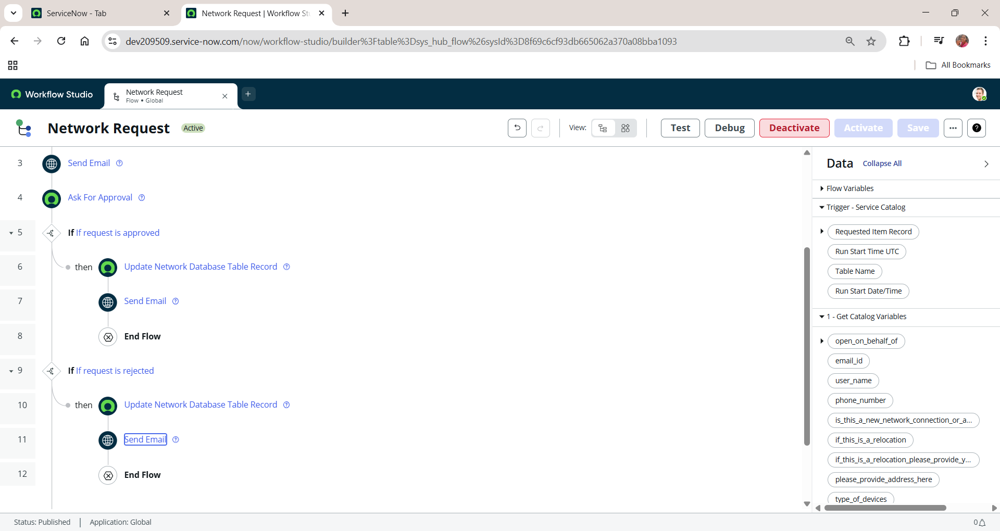 ServiceNow - Tab
Network Request | Workflow St
dev209509.service-now.com/now/workflow-studio/builder%3Ftable%3Dsys_hub_flow%26sysId%3D8f69c6cf93db665062a370a08bba1093
All Bookmarks
Workflow Studio
Network Request
Flow • Global
Network Request
Active
View:
Test
Debug
Deactivate
Activate
Save
3
Send Email
4
Ask For Approval
5
If If request is approved
6
then
Update Network Database Table Record
7
Send Email
8
End Flow
9
If If request is rejected
10
then
Update Network Database Table Record
11
Send Email
12
End Flow
Data
Collapse All
Flow Variables
Trigger - Service Catalog
Requested Item Record
Run Start Time UTC
Table Name
Run Start Date/Time
1 - Get Catalog Variables
open_on_behalf_of
email_id
user_name
phone_number
is_this_a_new_network_connection_or_a...
if_this_is_a_relocation
if_this_is_a_relocation_please_provide_y...
please_provide_address_here
type_of_devices
Status: Published
Application: Global
0